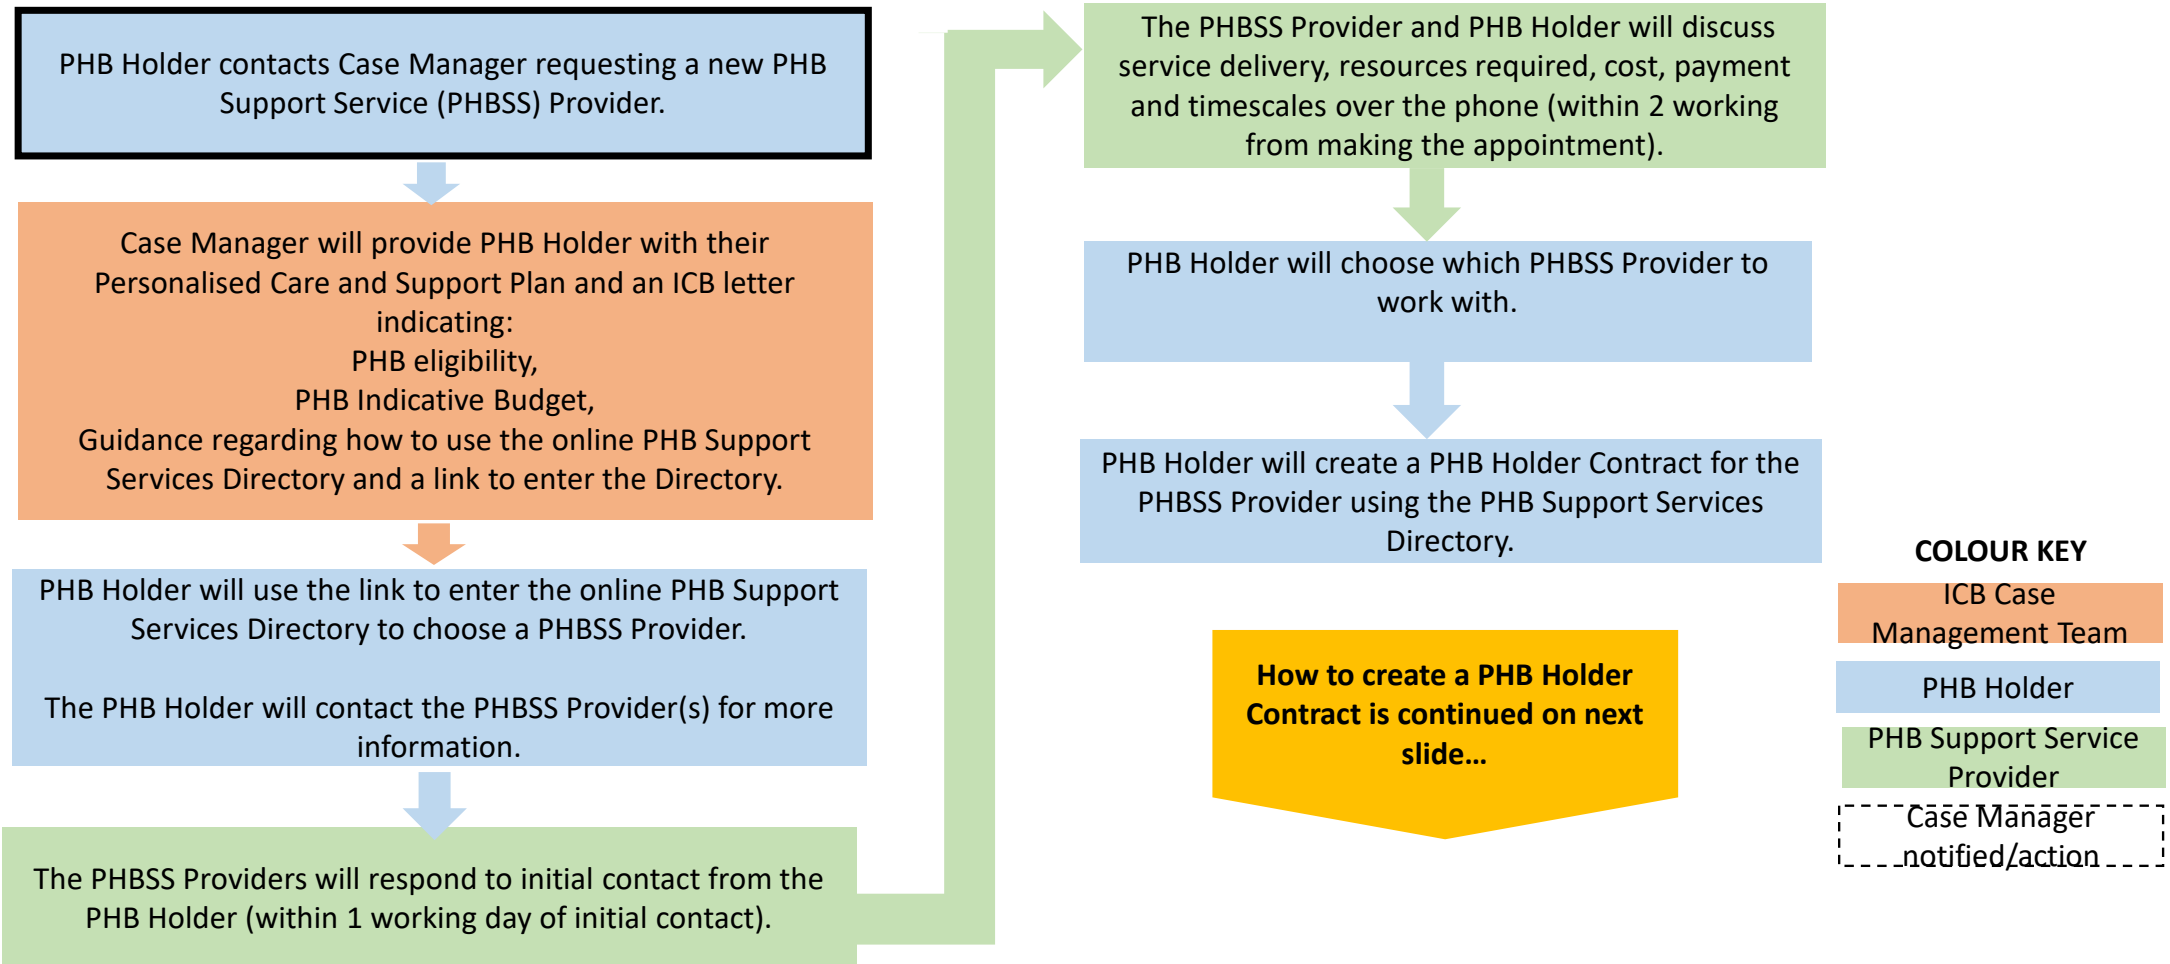 PHB Holder contacts Case Manager requesting a new PHB
Support Service (PHBSS) Provider.
Case Manager will provide PHB Holder with their
Personalised Care and Support Plan and an ICB letter
indicating:
PHB eligibility,
PHB Indicative Budget,
Guidance regarding how to use the online PHB Support
Services Directory and a link to enter the Directory.
PHB Holder will use the link to enter the online PHB Support
Services Directory to choose a PHBSS Provider.
The PHB Holder will contact the PHBSS Provider(s) for more
information.
The PHBSS Providers will respond to initial contact from the
PHB Holder (within 1 working day of initial contact).
The PHBSS Provider and PHB Holder will discuss
service delivery, resources required, cost, payment
and timescales over the phone (within 2 working
from making the appointment).
PHB Holder will choose which PHBSS Provider to
work with.
PHB Holder will create a PHB Holder Contract for the
PHBSS Provider using the PHB Support Services
Directory.
How to create a PHB Holder
Contract is continued on next
slide…
COLOUR KEY
ICB Case
Management Team
PHB Holder
PHB Support Service
Provider
Case Manager
notified/action